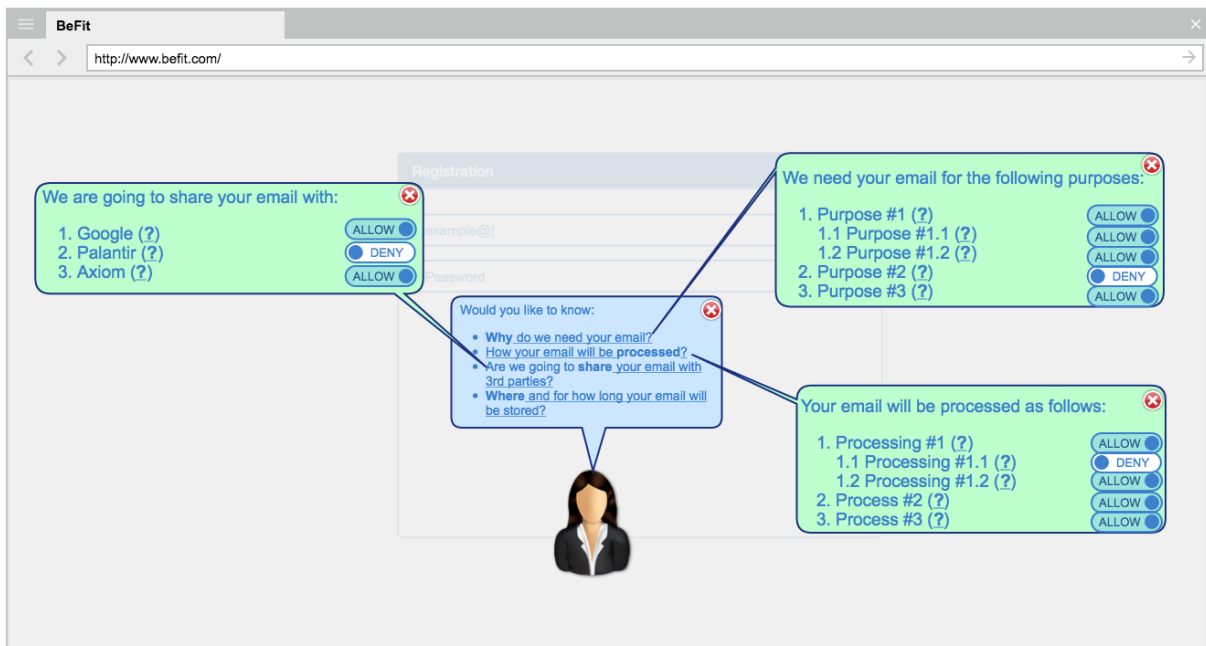 BeFit
http://www.befit.com/
Registration
example@|
Password
We are going to share your email with:
1. Google (?) ALLOW
2. Palantir (?) DENY
3. Axiom (?) ALLOW
Would you like to know:
• Why do we need your email?
• How your email will be processed?
• Are we going to share your email with
3rd parties?
• Where and for how long your email will
be stored?
We need your email for the following purposes:
1. Purpose #1 (?) ALLOW
1.1 Purpose #1.1 (?) ALLOW
1.2 Purpose #1.2 (?) ALLOW
2. Purpose #2 (?) DENY
3. Purpose #3 (?) ALLOW
Your email will be processed as follows:
1. Processing #1 (?) ALLOW
1.1 Processing #1.1 (?) DENY
1.2 Processing #1.2 (?) ALLOW
2. Process #2 (?) ALLOW
3. Process #3 (?) ALLOW